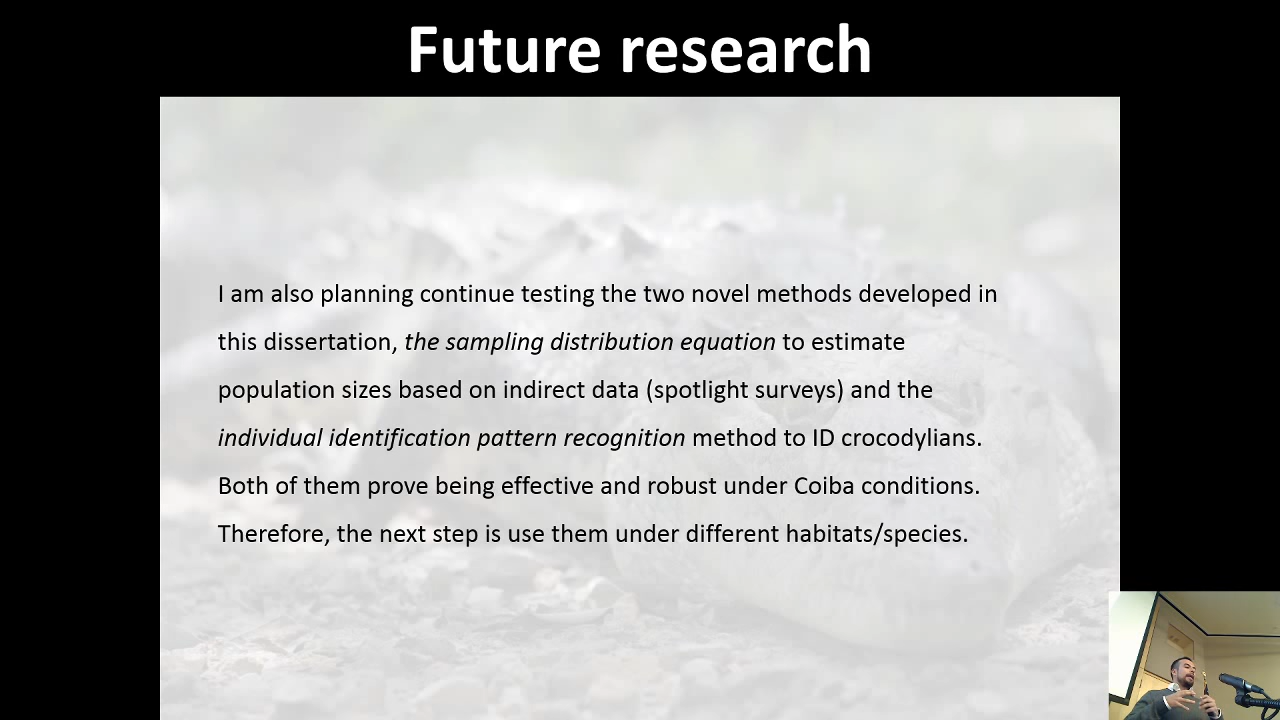 Future research
I am also planning continue testing the two novel methods developed in
this dissertation, the sampling distribution equation to estimate
population sizes based on indirect data (spotlight surveys) and the
individual identification pattern recognition method to ID crocodylians.
Both of them prove being effective and robust under Coiba conditions.
Therefore, the next step is use them under different habitats/species.